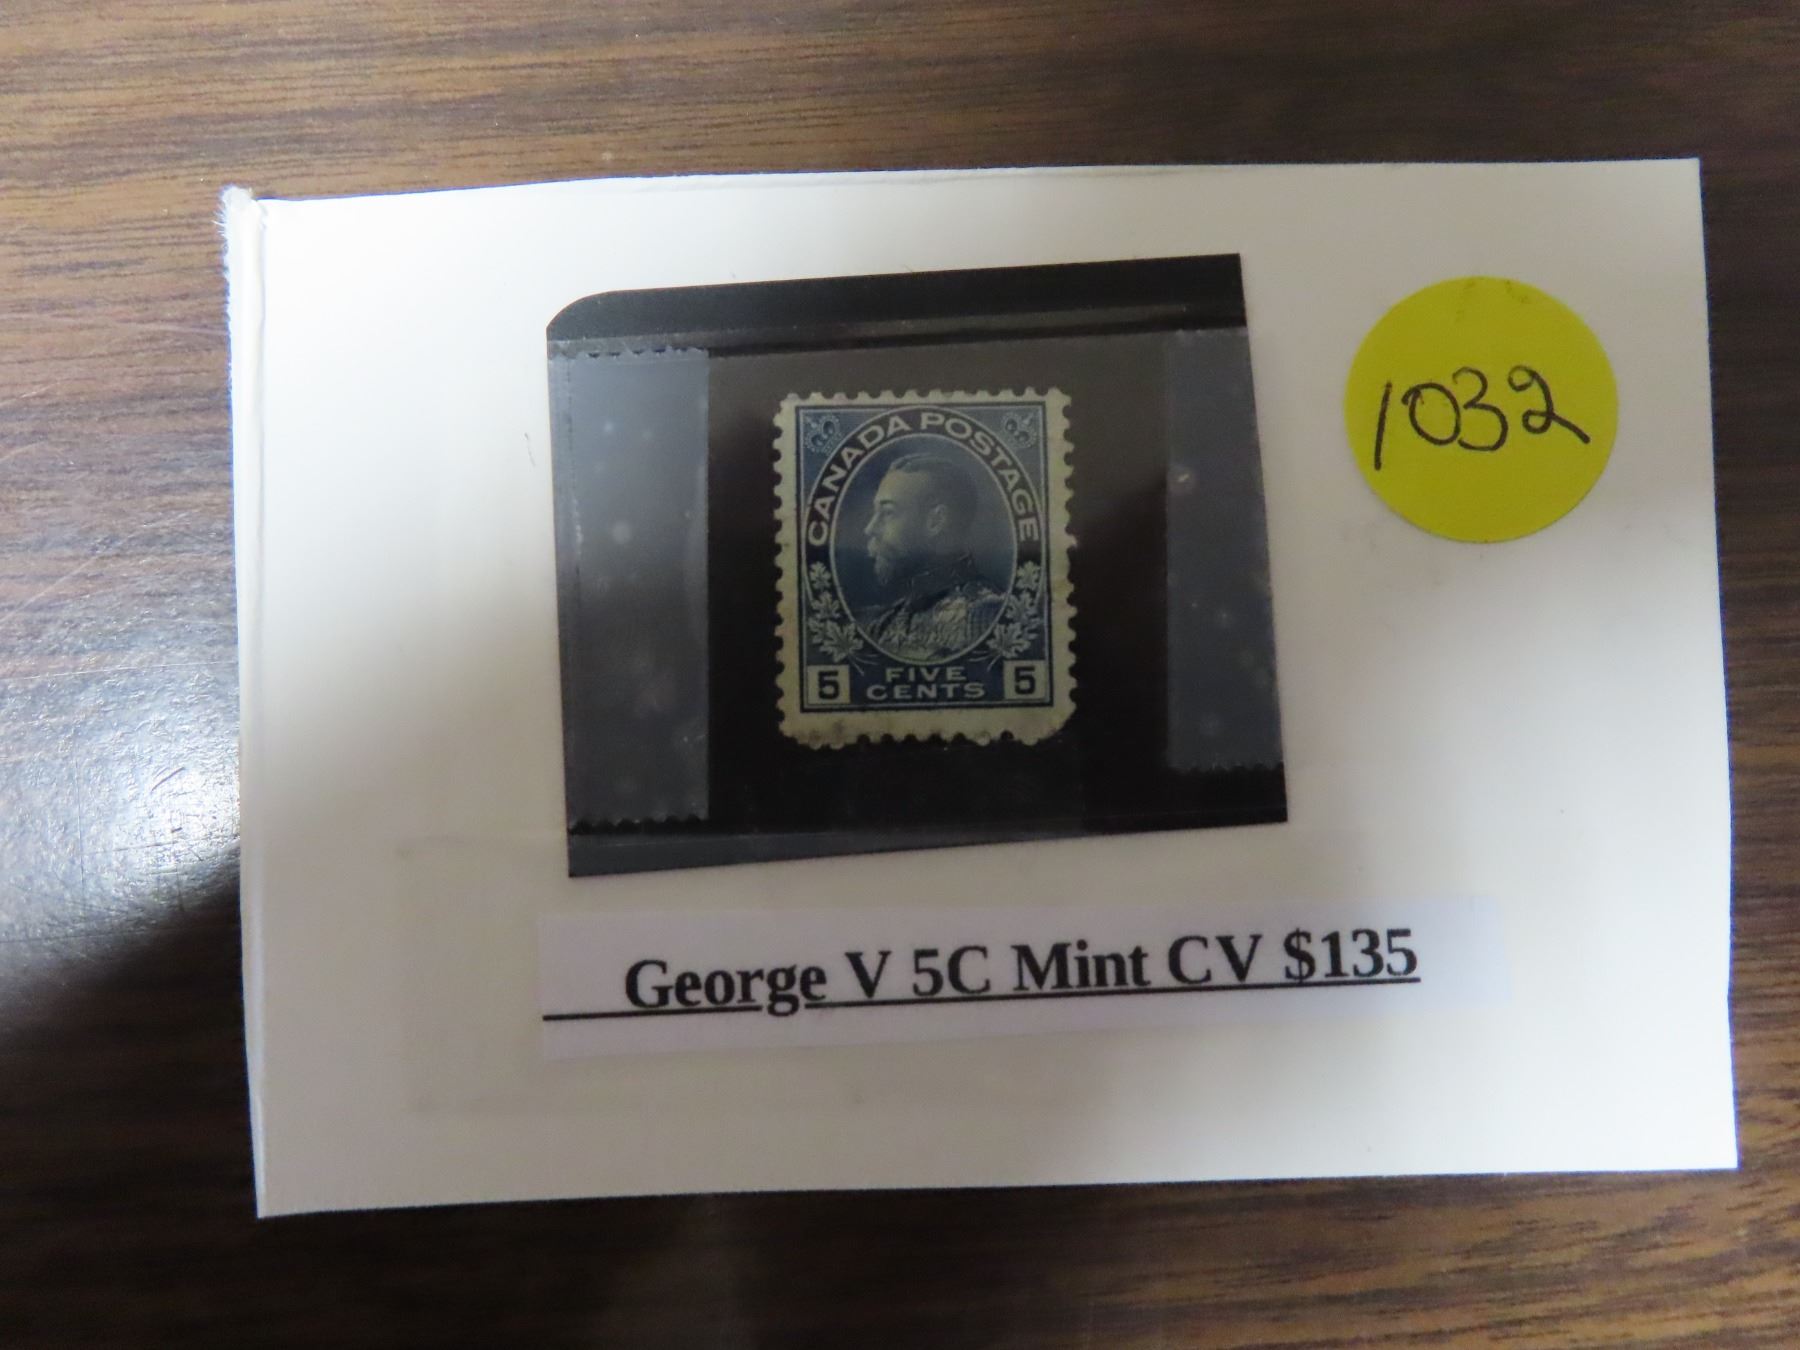 CANADA POSTAGE
5 FIVE CENTS 5
1032
George V 5C Mint CV $135